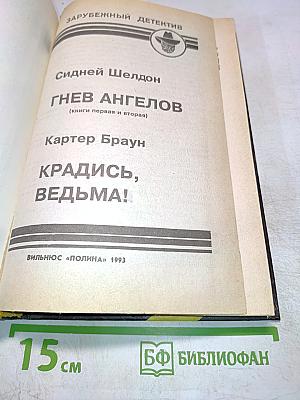 ЗАРУБЕЖНЫЙ ДЕТЕКТИВ
Сидней Шелдон
ГНЕВ АНГЕЛОВ
(книги первая и вторая)
Картер Браун
КРАДИСЬ,
ВЕДЬМА!
ВИЛЬНЮС «ПОЛИНА» 1993
15 см
БФ БИБЛИОФАН